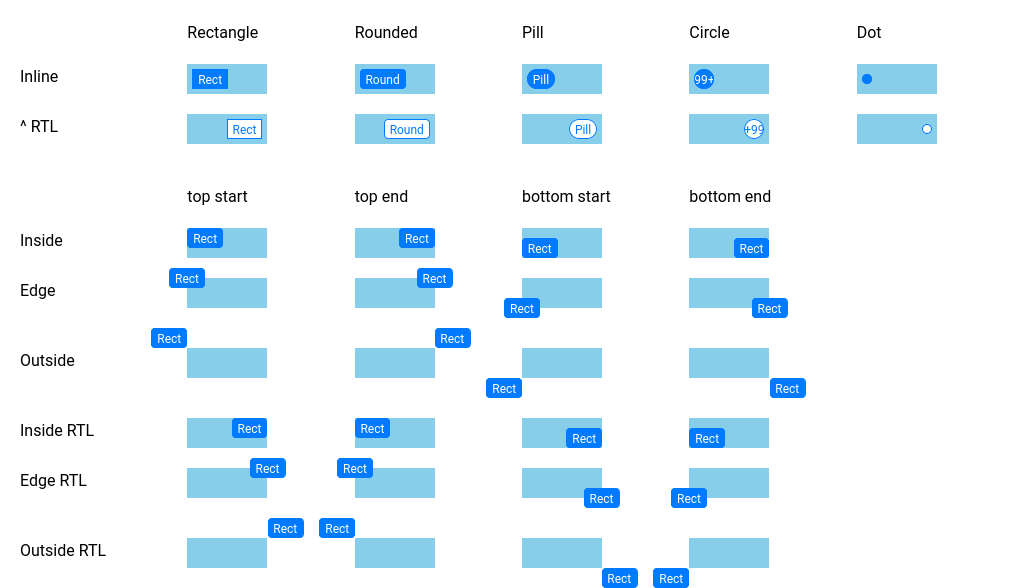 Rectangle Rounded Pill Circle Dot
Inline Rect Round Pill 99+
^ RTL Rect Round Pill +99
top start top end bottom start bottom end
Inside Rect Rect Rect Rect
Edge Rect Rect Rect Rect
Outside Rect Rect Rect Rect
Inside RTL Rect Rect Rect Rect
Edge RTL Rect Rect Rect Rect
Outside RTL Rect Rect Rect Rect